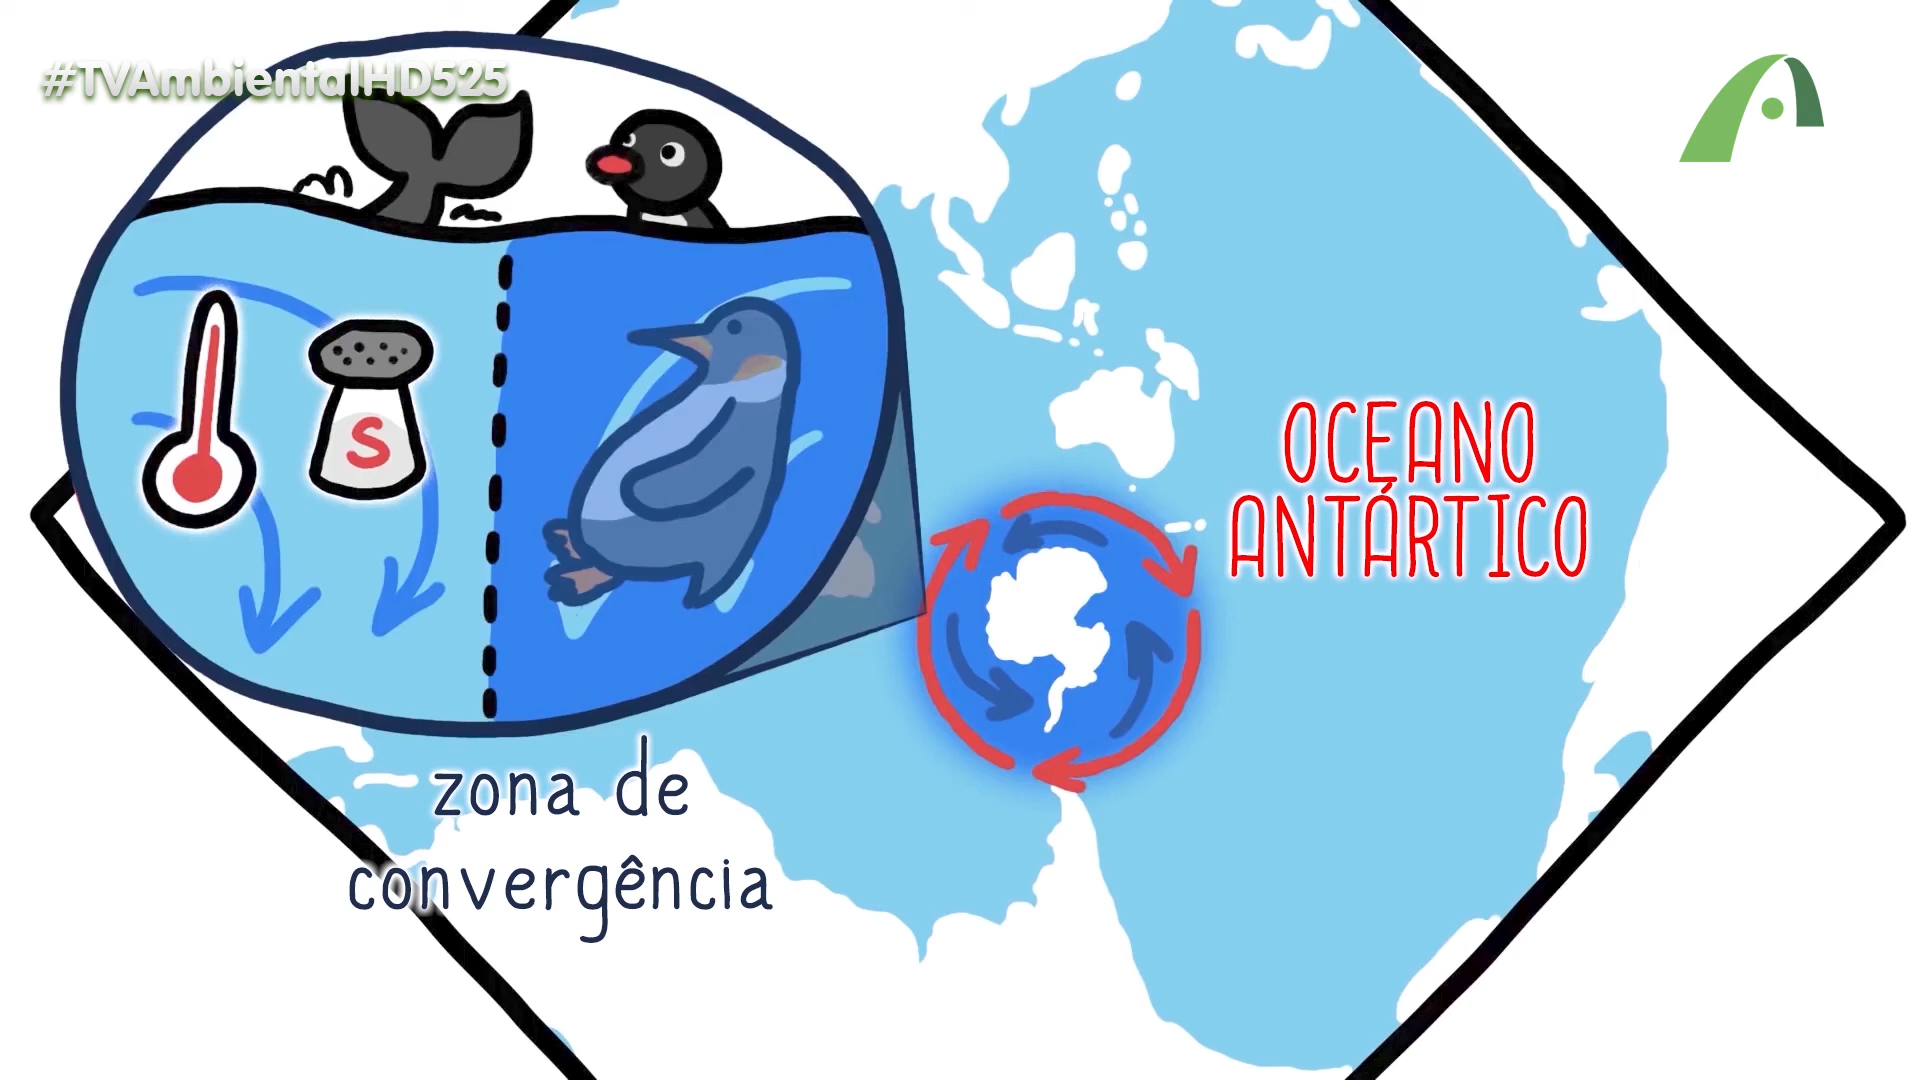 #TVAmbientalHD525
S
OCEANO
ANTÁRTICO
zona de
convergência